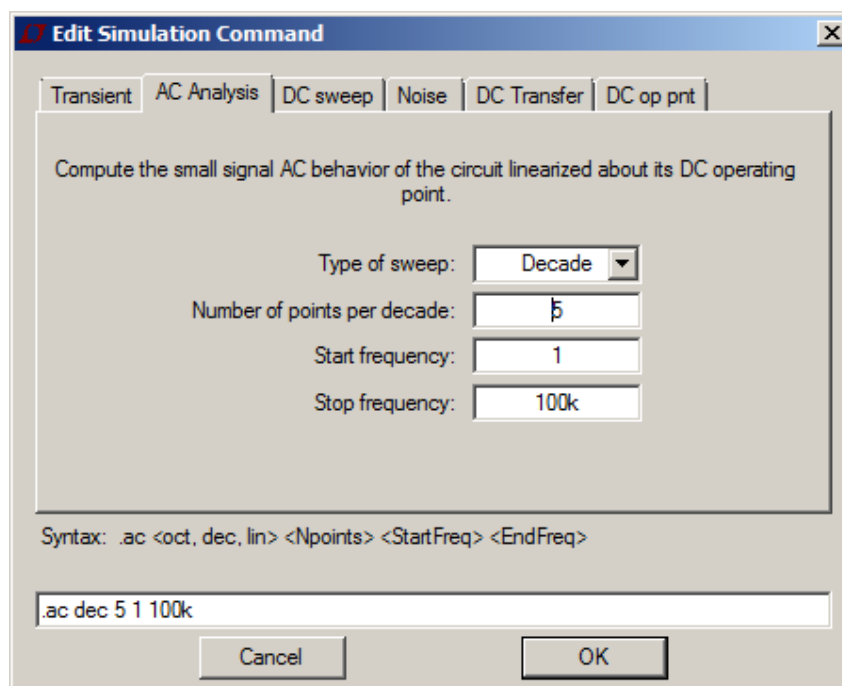 Edit Simulation Command
Transient AC Analysis DC sweep Noise DC Transfer DC op pnt
Compute the small signal AC behavior of the circuit linearized about its DC operating
point.
Type of sweep: Decade
Number of points per decade: 5
Start frequency: 1
Stop frequency: 100k
Syntax: .ac <oct, dec, lin> <Npoints> <StartFreq> <EndFreq>
.ac dec 5 1 100k
Cancel OK